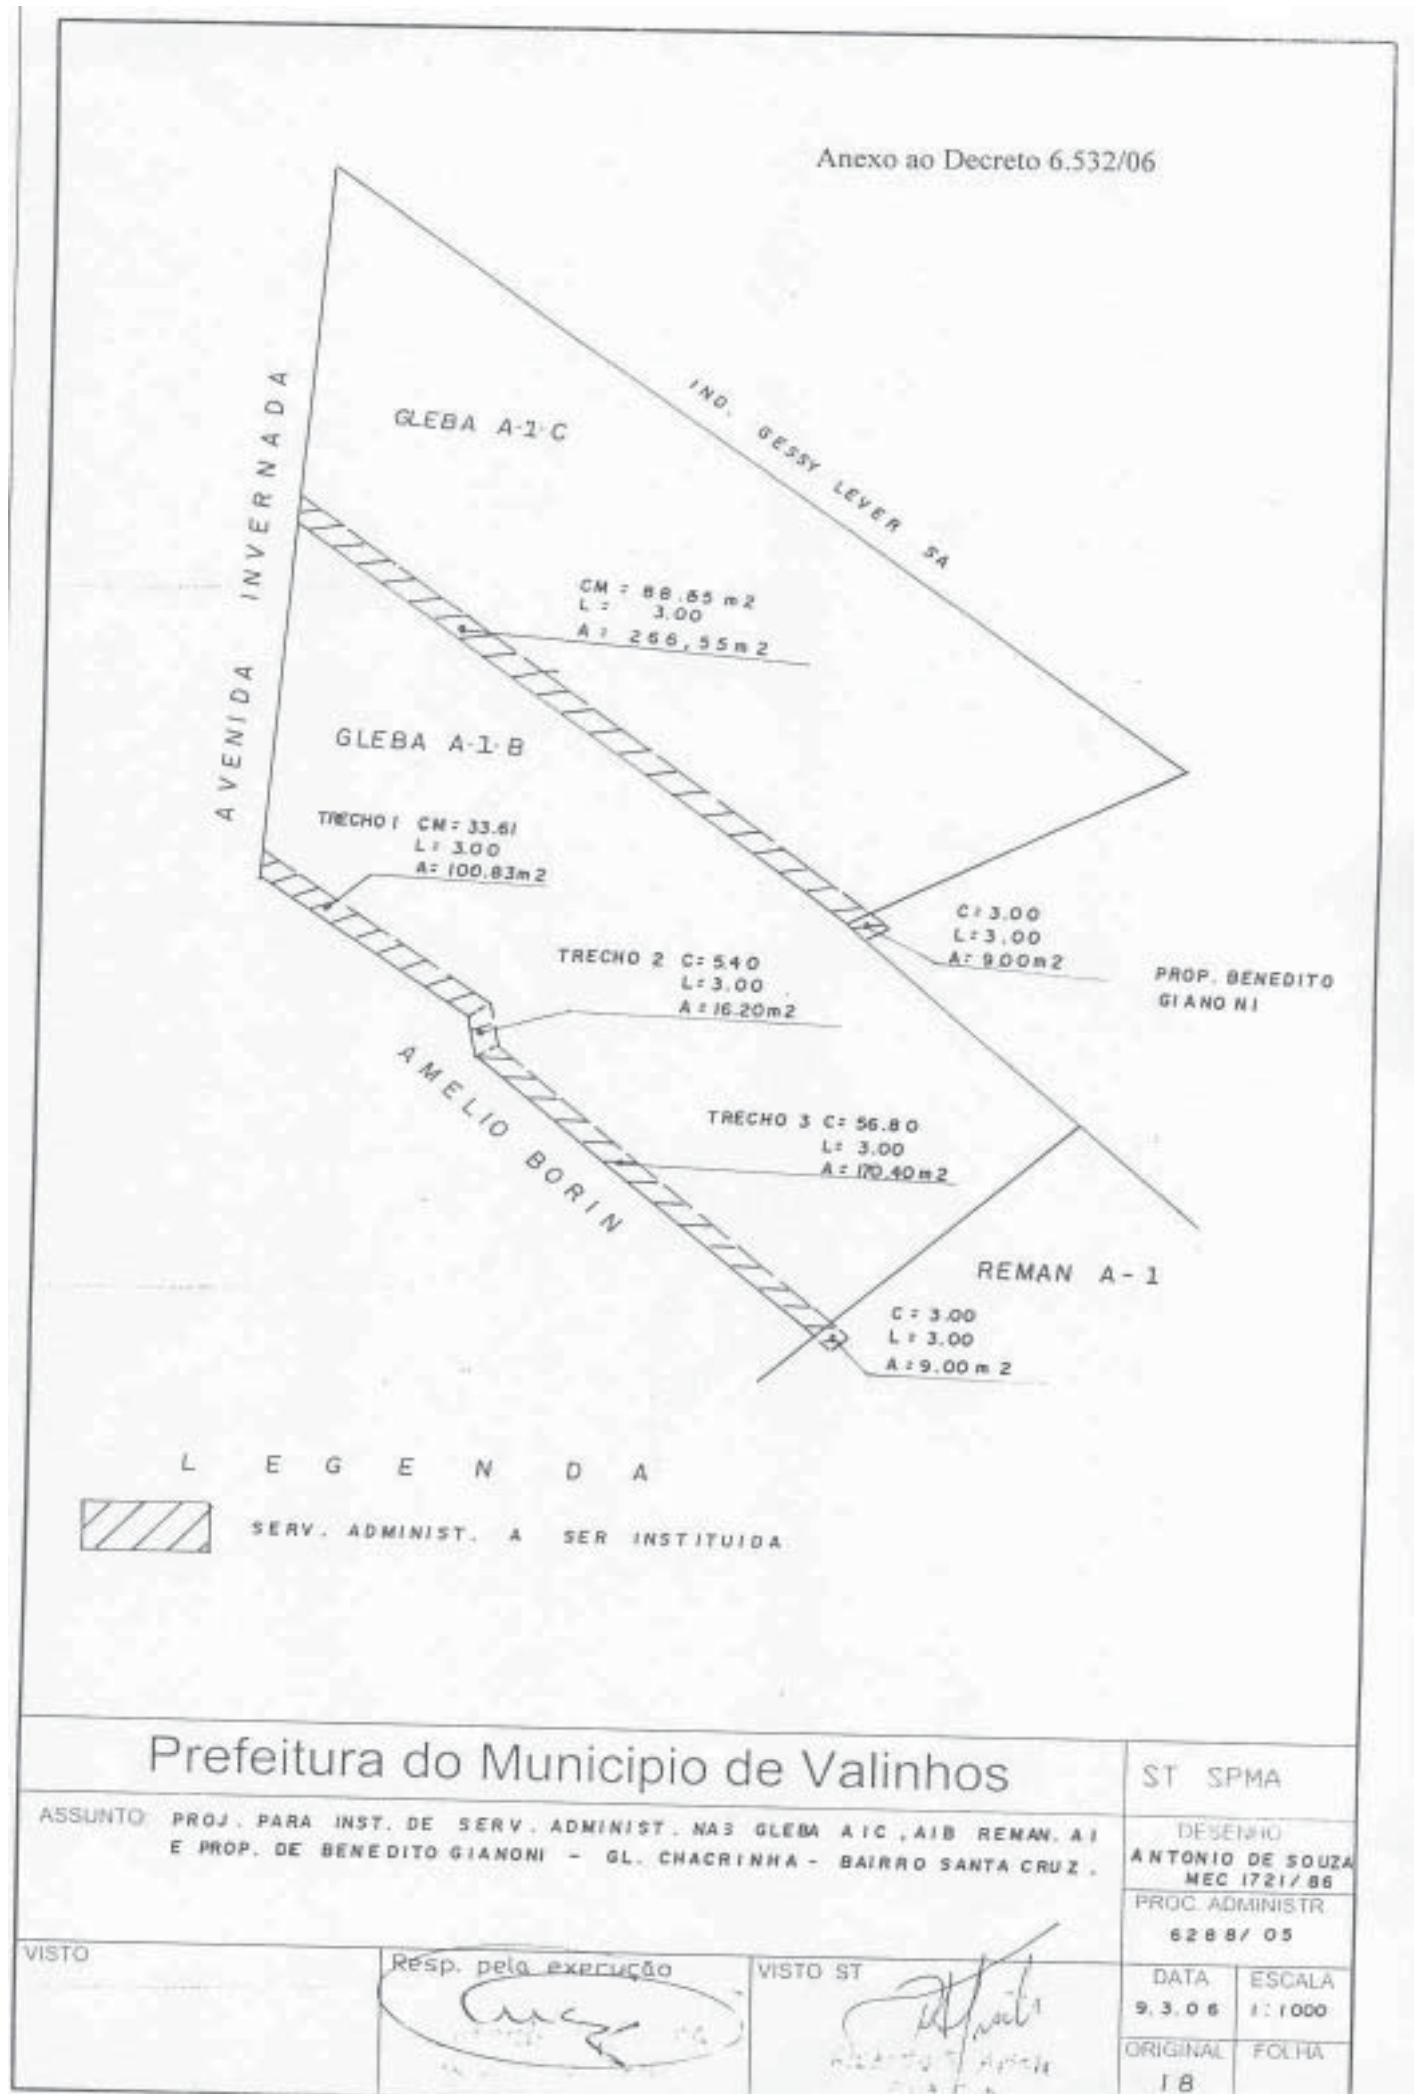 Anexo ao Decreto 6.532/06
AVENIDA INVERNADA
GLEBA A-1-C
IND. GESSY LEVER SA
CM = 88.85 m2
L = 3.00
A = 266,55 m2
GLEBA A-1-B
TRECHO 1 CM = 33.61
L = 3.00
A = 100.83m2
C = 3.00
L = 3.00
A = 9.00m2
PROP. BENEDITO
GIANONI
TRECHO 2 C = 5.40
L = 3.00
A = 16.20m2
AMELIO BORIN
TRECHO 3 C = 56.80
L = 3.00
A = 170.40m2
REMAN A-1
C = 3.00
L = 3.00
A = 9.00 m2
LEGENDA
SERV. ADMINIST. A SER INSTITUIDA
Prefeitura do Municipio de Valinhos
ST SPMA
ASSUNTO: PROJ. PARA INST. DE SERV. ADMINIST. NAS GLEBA A1C, A1B REMAN. A1
E PROP. DE BENEDITO GIANONI - GL. CHACRINHA - BAIRRO SANTA CRUZ.
DESENHO
ANTONIO DE SOUZA
MEC 1721/86
PROC. ADMINISTR
6288/05
VISTO
Resp. pela execução
VISTO ST
DATA
9.3.06
ESCALA
1:1000
ORIGINAL
18
FOLHA